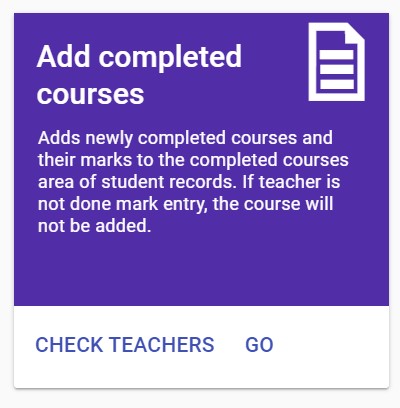 Add completed
courses
Adds newly completed courses and
their marks to the completed courses
area of student records. If teacher is
not done mark entry, the course will
not be added.
CHECK TEACHERS GO